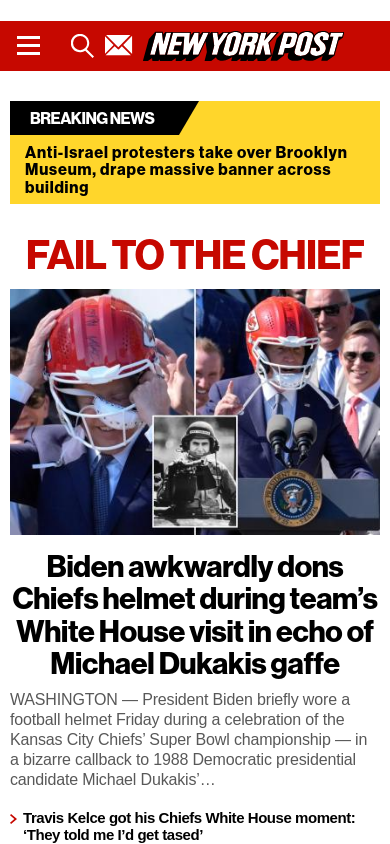 NEW YORK POST
BREAKING NEWS
Anti-Israel protesters take over Brooklyn
Museum, drape massive banner across
building
FAIL TO THE CHIEF
Biden awkwardly dons
Chiefs helmet during team’s
White House visit in echo of
Michael Dukakis gaffe
WASHINGTON — President Biden briefly wore a
football helmet Friday during a celebration of the
Kansas City Chiefs’ Super Bowl championship — in
a bizarre callback to 1988 Democratic presidential
candidate Michael Dukakis’…
Travis Kelce got his Chiefs White House moment:
‘They told me I’d get tased’